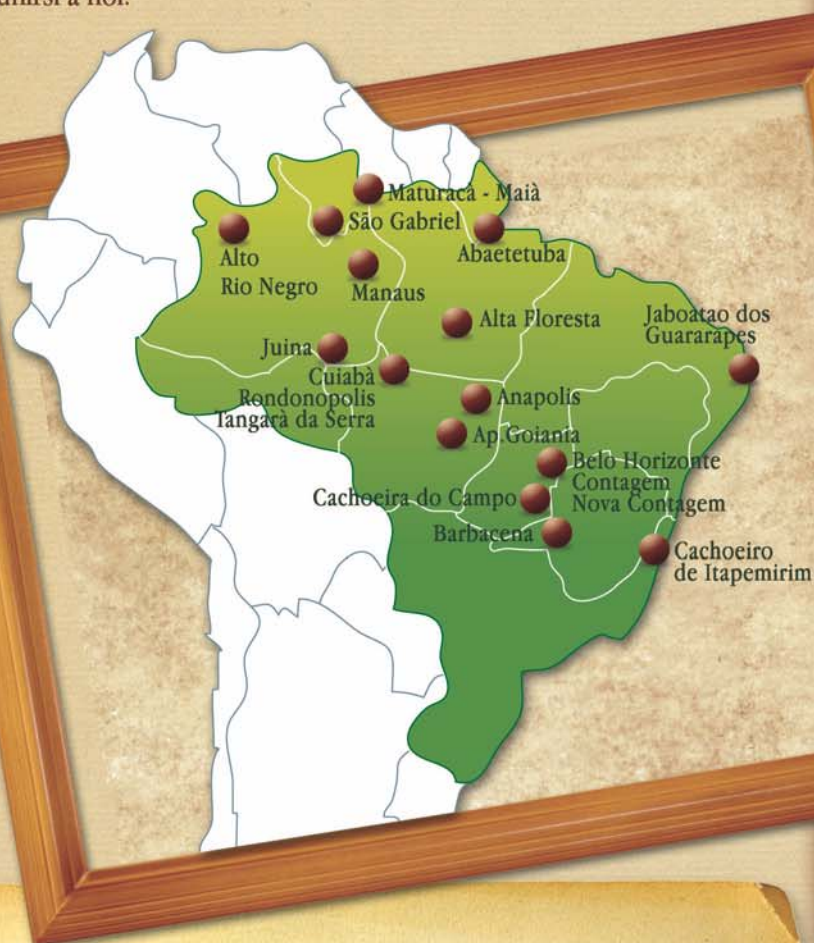 a noi.
Maturacà - Maià
São Gabriel
Alto
Rio Negro
Abaetetuba
Manaus
Alta Floresta
Jaboatao dos
Guararapes
Juina
Cuiabà
Rondonopolis
Tangarà da Serra
Anapolis
Ap.Goiania
Belo Horizonte
Contagem
Nova Contagem
Cachoeira do Campo
Barbacena
Cachoeiro
de Itapemirim